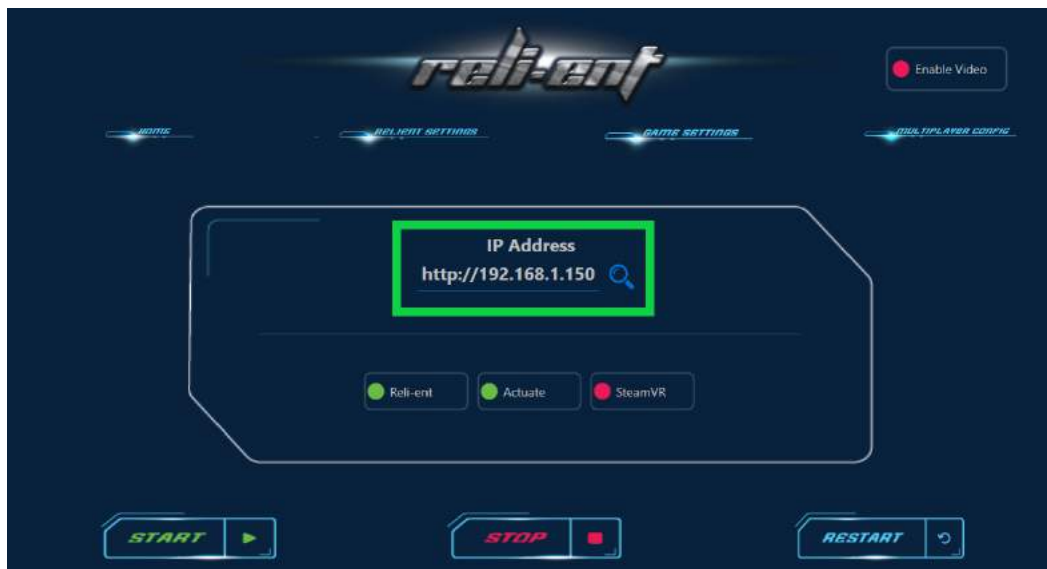 reli-ent
Enable Video
HOME
RELIENT SETTINGS
GAME SETTINGS
MULTIPLAYER CONFIG
IP Address
http://192.168.1.150
Reli-ent
Actuate
SteamVR
START
STOP
RESTART